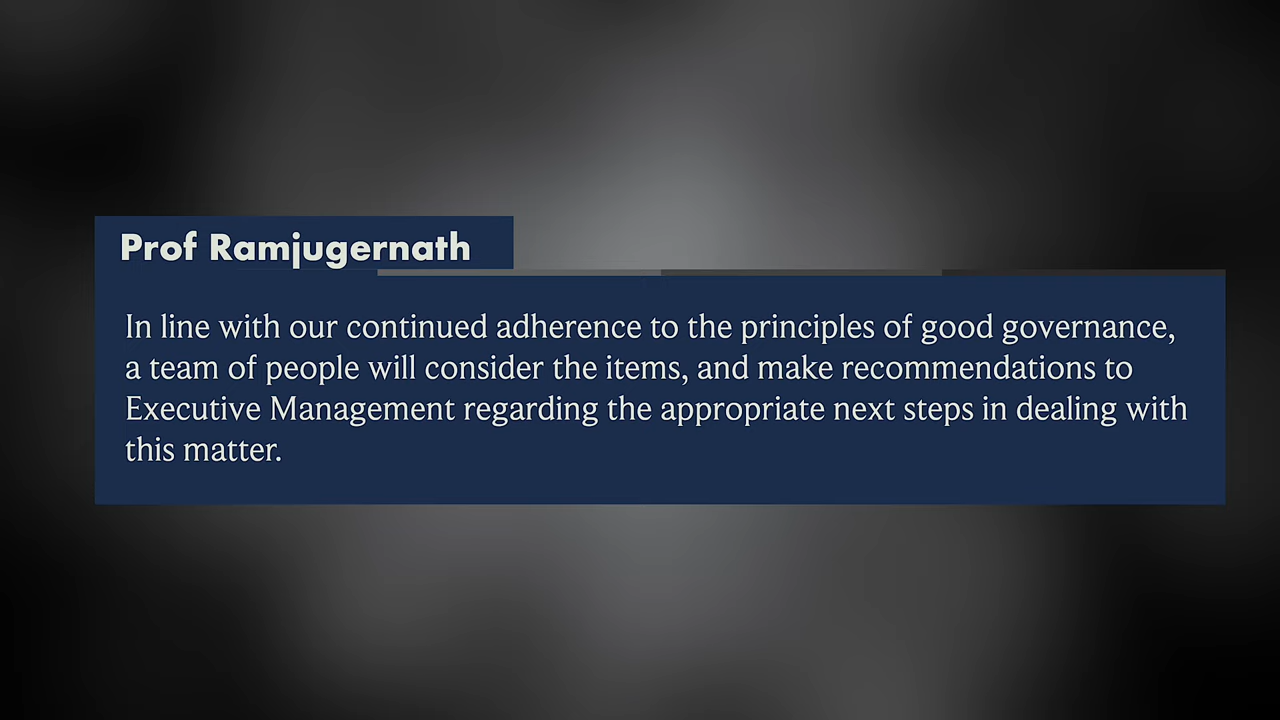 Prof Ramjugernath
In line with our continued adherence to the principles of good governance,
a team of people will consider the items, and make recommendations to
Executive Management regarding the appropriate next steps in dealing with
this matter.